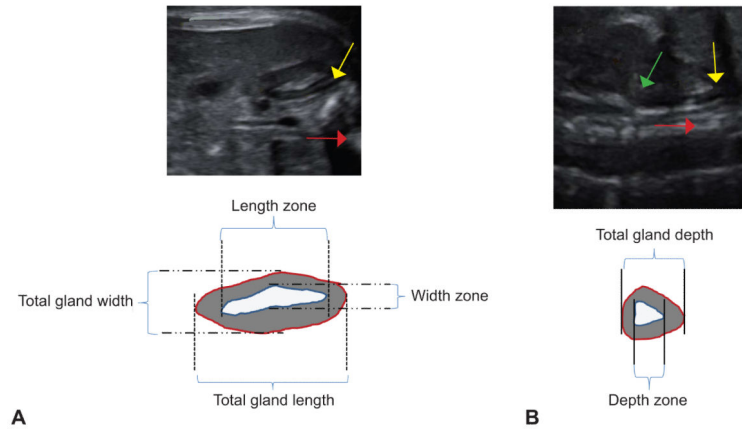 Length zone
Total gland width
Width zone
Total gland length
A
Total gland depth
Depth zone
B